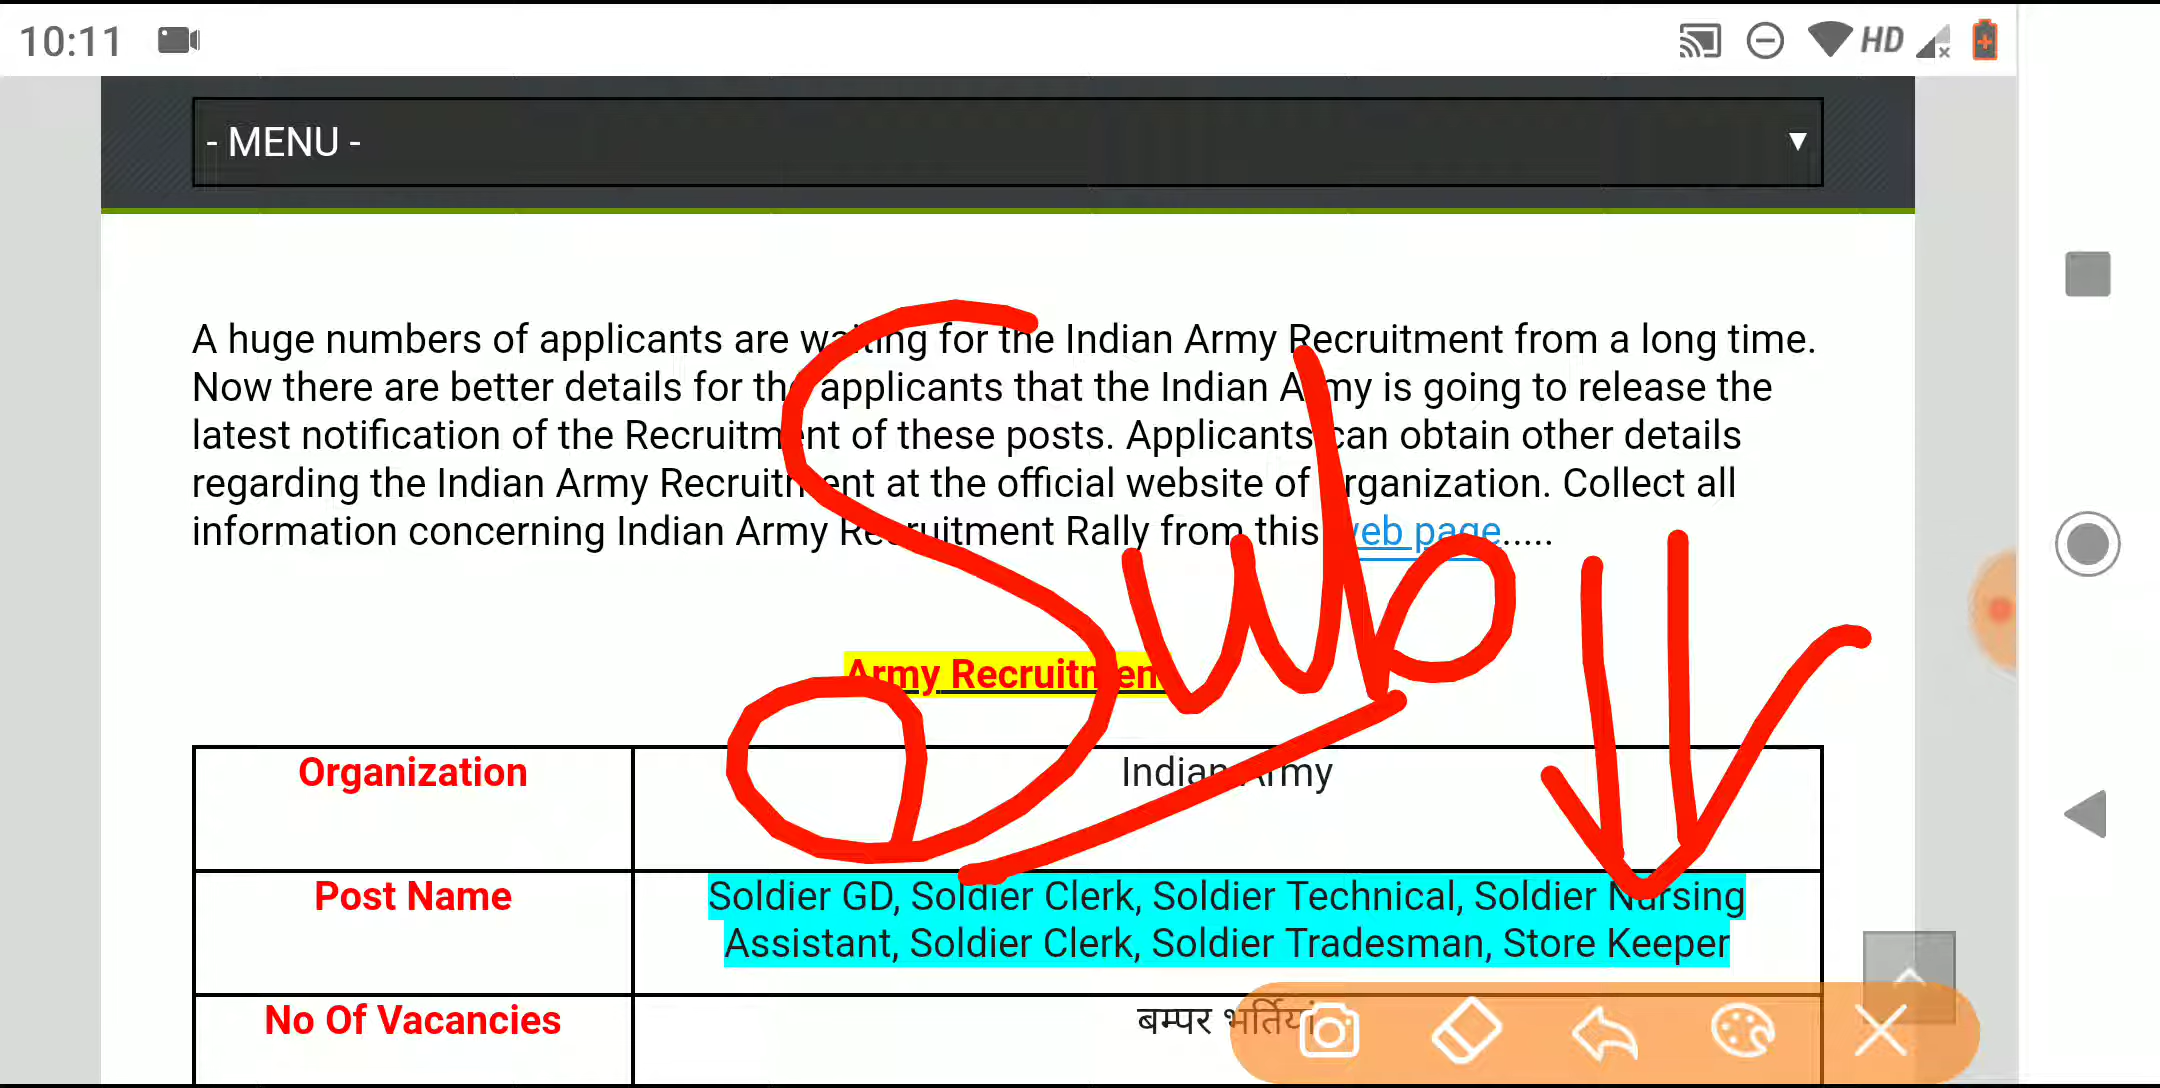 10:11
HD
- MENU -
A huge numbers of applicants are waiting for the Indian Army Recruitment from a long time.
Now there are better details for the applicants that the Indian Army is going to release the
latest notification of the Recruitment of these posts. Applicants can obtain other details
regarding the Indian Army Recruitment at the official website of organization. Collect all
information concerning Indian Army Recruitment Rally from this web page.....
Sub
Army Recruitment
Organization
Indian Army
Post Name
Soldier GD, Soldier Clerk, Soldier Technical, Soldier Nursing
Assistant, Soldier Clerk, Soldier Tradesman, Store Keeper
No Of Vacancies
बम्पर भर्तियां